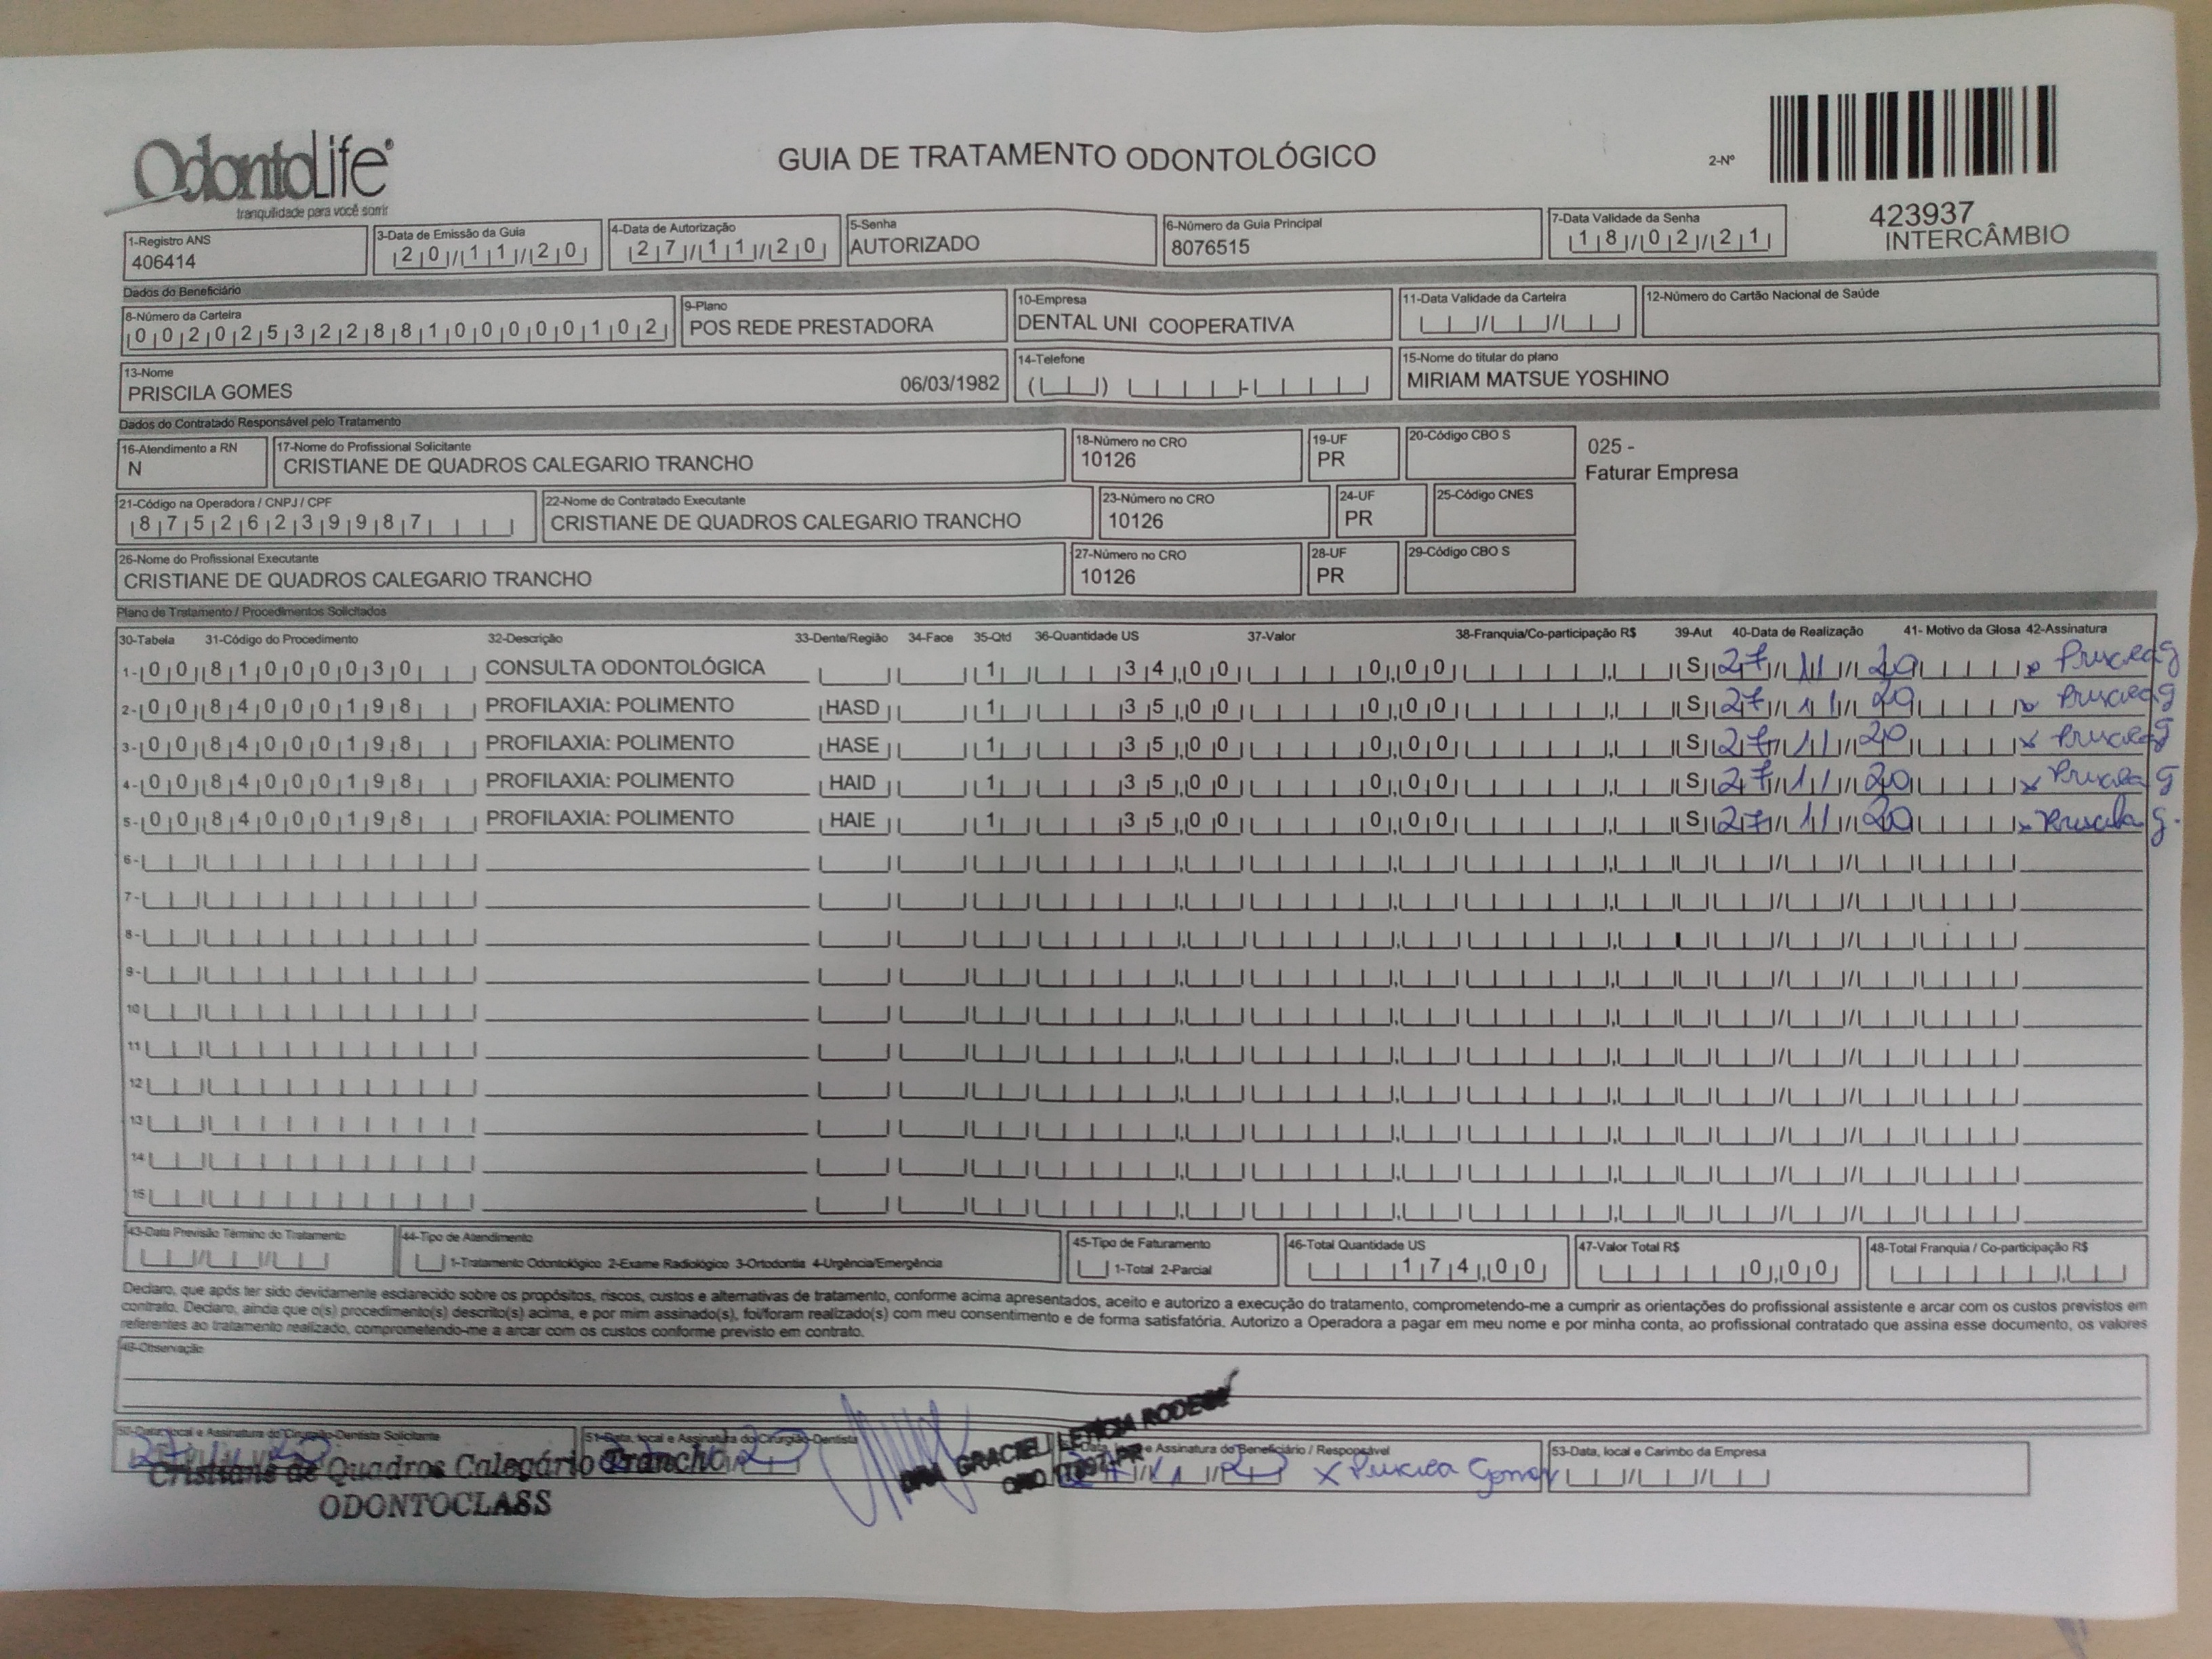 OdontoLife®
tranquilidade para você sorrir
GUIA DE TRATAMENTO ODONTOLÓGICO
2-Nº
423937
INTERCÂMBIO
1-Registro ANS
406414
3-Data de Emissão da Guia
20/11/20
4-Data de Autorização
27/11/20
5-Senha
AUTORIZADO
6-Número da Guia Principal
8076515
7-Data Validade da Senha
18/02/21
Dados do Beneficiário
8-Número da Carteira
00202532288100000102
9-Plano
POS REDE PRESTADORA
10-Empresa
DENTAL UNI COOPERATIVA
11-Data Validade da Carteira
12-Número do Cartão Nacional de Saúde
13-Nome
PRISCILA GOMES 06/03/1982
14-Telefone
15-Nome do titular do plano
MIRIAM MATSUE YOSHINO
Dados do Contratado Responsável pelo Tratamento
16-Atendimento a RN
N
17-Nome do Profissional Solicitante
CRISTIANE DE QUADROS CALEGARIO TRANCHO
18-Número no CRO
10126
19-UF
PR
20-Código CBO S
025 -
Faturar Empresa
21-Código na Operadora / CNPJ / CPF
87526239987
22-Nome do Contratado Executante
CRISTIANE DE QUADROS CALEGARIO TRANCHO
23-Número no CRO
10126
24-UF
PR
25-Código CNES
26-Nome do Profissional Executante
CRISTIANE DE QUADROS CALEGARIO TRANCHO
27-Número no CRO
10126
28-UF
PR
29-Código CBO S
Plano de Tratamento / Procedimentos Solicitados
30-Tabela 31-Código do Procedimento 32-Descrição 33-Dente/Região 34-Face 35-Qtd 36-Quantidade US 37-Valor 38-Franquia/Co-participação R$ 39-Aut 40-Data de Realização 41- Motivo da Glosa 42-Assinatura
1- 00 81000030 CONSULTA ODONTOLÓGICA 1 34,00 0,00 S 27/11/20 x Priscila G
2- 00 84000198 PROFILAXIA: POLIMENTO HASD 1 35,00 0,00 S 27/11/20 x Priscila G
3- 00 84000198 PROFILAXIA: POLIMENTO HASE 1 35,00 0,00 S 27/11/20 x Priscila G
4- 00 84000198 PROFILAXIA: POLIMENTO HAID 1 35,00 0,00 S 27/11/20 x Priscila G
5- 00 84000198 PROFILAXIA: POLIMENTO HAIE 1 35,00 0,00 S 27/11/20 x Priscila G.
6-
7-
8-
9-
10
11
12
13
14
15
43-Data Previsão Término do Tratamento
44-Tipo de Atendimento
1-Tratamento Odontológico 2-Exame Radiológico 3-Ortodontia 4-Urgência/Emergência
45-Tipo de Faturamento
1-Total 2-Parcial
46-Total Quantidade US
174,00
47-Valor Total R$
0,00
48-Total Franquia / Co-participação R$
Declaro, que após ter sido devidamente esclarecido sobre os propósitos, riscos, custos e alternativas de tratamento, conforme acima apresentados, aceito e autorizo a execução do tratamento, comprometendo-me a cumprir as orientações do profissional assistente e arcar com os custos previstos em
contrato. Declaro, ainda que o(s) procedimento(s) descrito(s) acima, e por mim assinado(s), foi/foram realizado(s) com meu consentimento e de forma satisfatória. Autorizo a Operadora a pagar em meu nome e por minha conta, ao profissional contratado que assina esse documento, os valores
referentes ao tratamento realizado, comprometendo-me a arcar com os custos conforme previsto em contrato.
49-Observação
50-Data, local e Assinatura do Cirurgião-Dentista Solicitante
51-Data, local e Assinatura do Cirurgião-Dentista
Cristiane de Quadros Calegário Trancho
ODONTOCLASS
DRA GRACIELI LETÍCIA
e Assinatura do Beneficiário / Responsável
x Priscila Gomes
53-Data, local e Carimbo da Empresa